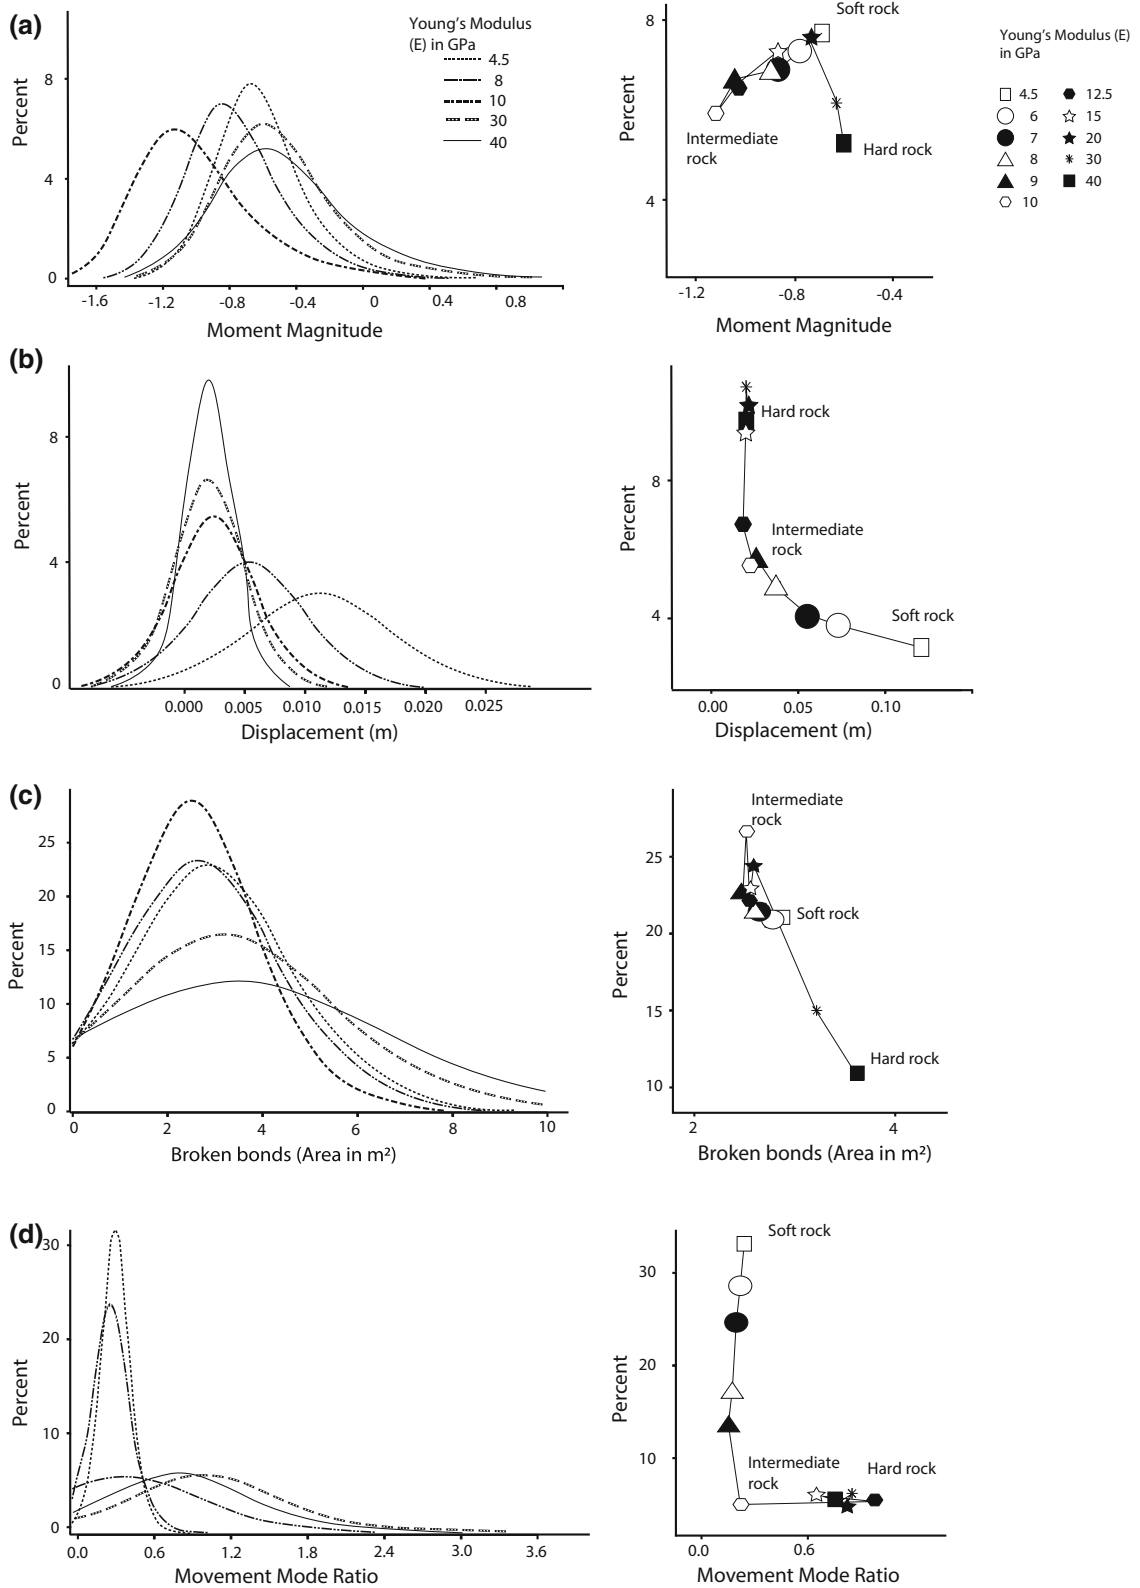 (a)
Percent
8
4
0
-1.6
-1.2
-0.8
-0.4
0
0.4
0.8
Moment Magnitude
Young's Modulus
(E) in GPa
4.5
8
10
30
40
Percent
8
4
-1.2
-0.8
-0.4
Moment Magnitude
Soft rock
Intermediate
rock
Hard rock
Young's Modulus (E)
in GPa
4.5
6
7
8
9
10
12.5
15
20
30
40
(b)
Percent
8
4
0
0.000
0.005
0.010
0.015
0.020
0.025
Displacement (m)
Percent
8
4
0.00
0.05
0.10
Displacement (m)
Hard rock
Intermediate
rock
Soft rock
(c)
Percent
25
20
15
10
5
0
0
2
4
6
8
10
Broken bonds (Area in m²)
Percent
25
20
15
10
2
4
Broken bonds (Area in m²)
Intermediate
rock
Soft rock
Hard rock
(d)
Percent
30
20
10
0
0.0
0.6
1.2
1.8
2.4
3.0
3.6
Movement Mode Ratio
Percent
30
20
10
0.0
0.6
Movement Mode Ratio
Soft rock
Intermediate
rock
Hard rock